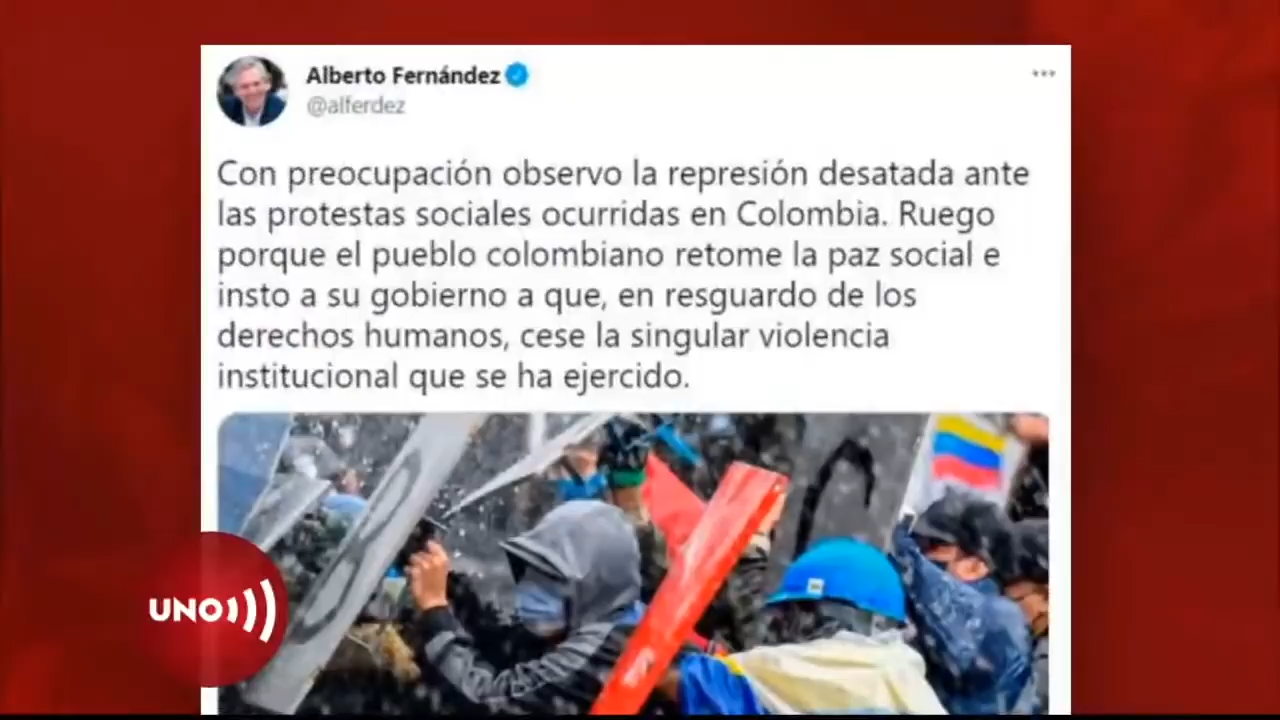 Alberto Fernández
@alferdez
Con preocupación observo la represión desatada ante
las protestas sociales ocurridas en Colombia. Ruego
porque el pueblo colombiano retome la paz social e
insto a su gobierno a que, en resguardo de los
derechos humanos, cese la singular violencia
institucional que se ha ejercido.
UNO